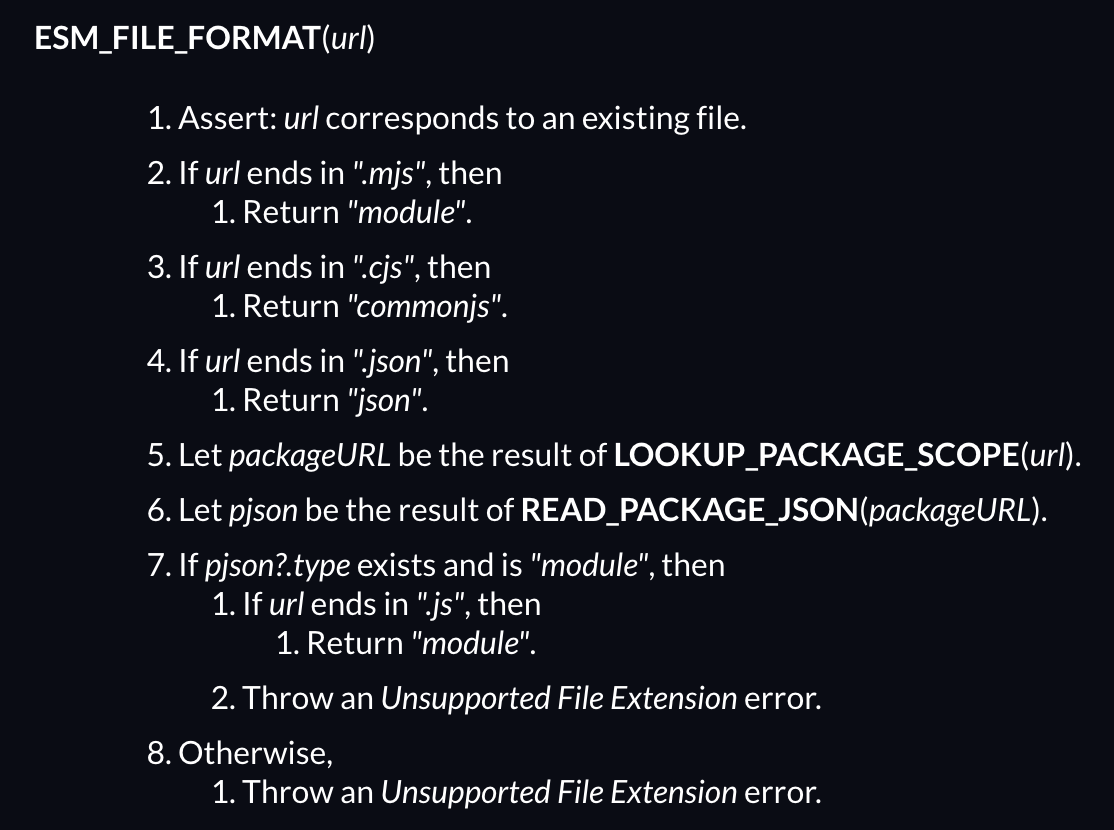 ESM_FILE_FORMAT(url)
1. Assert: url corresponds to an existing file.
2. If url ends in ".mjs", then
1. Return "module".
3. If url ends in ".cjs", then
1. Return "commonjs".
4. If url ends in ".json", then
1. Return "json".
5. Let packageURL be the result of LOOKUP_PACKAGE_SCOPE(url).
6. Let pjson be the result of READ_PACKAGE_JSON(packageURL).
7. If pjson?.type exists and is "module", then
1. If url ends in ".js", then
1. Return "module".
2. Throw an Unsupported File Extension error.
8. Otherwise,
1. Throw an Unsupported File Extension error.